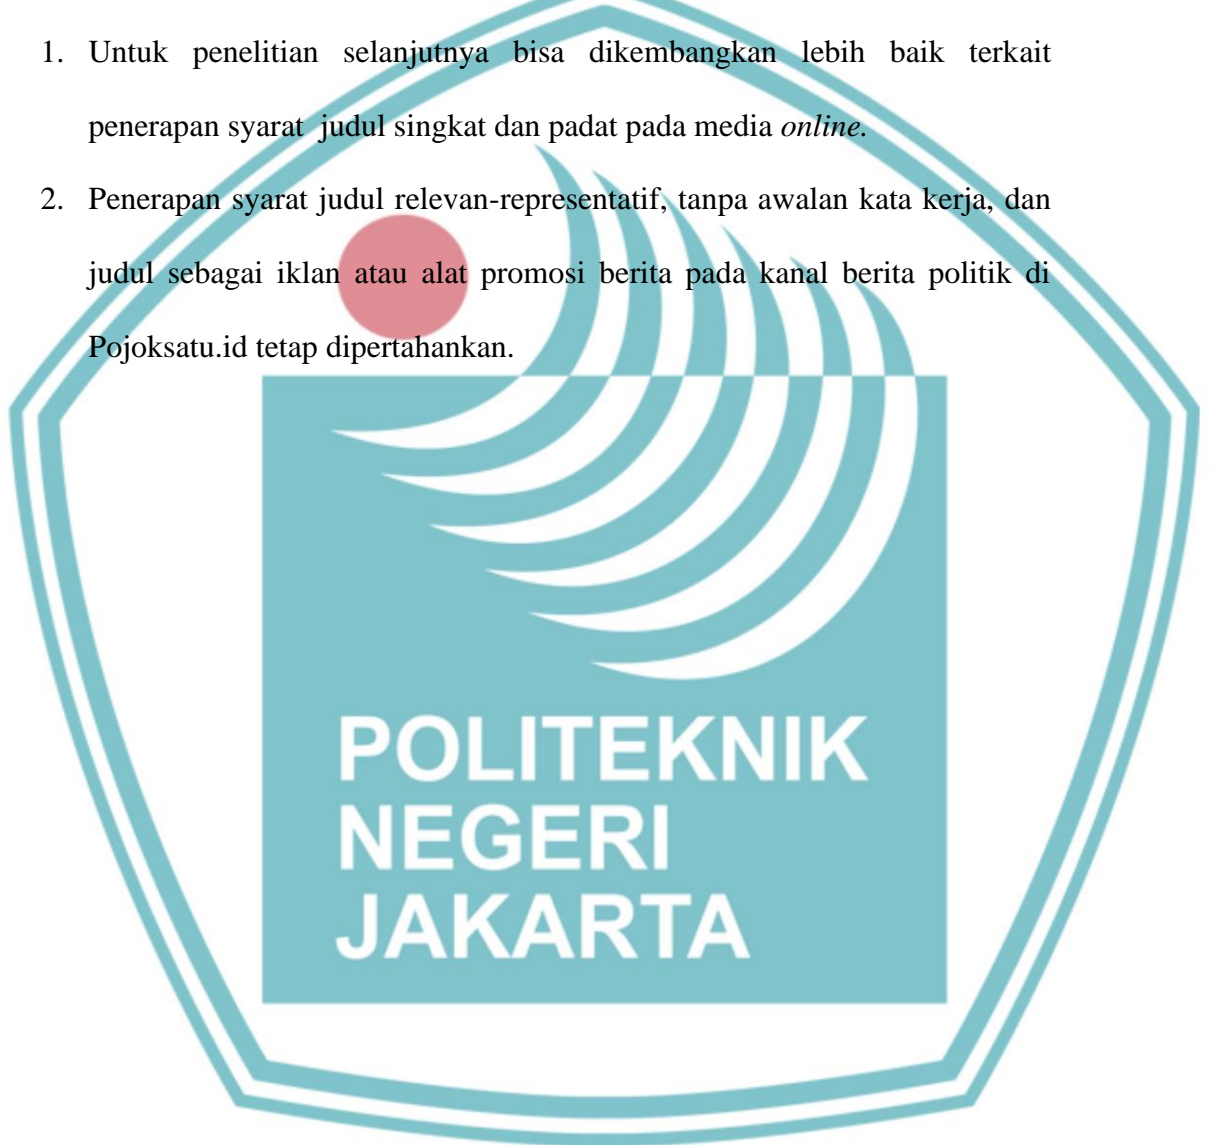 1. Untuk penelitian selanjutnya bisa dikembangkan lebih baik terkait
penerapan syarat judul singkat dan padat pada media online.
2. Penerapan syarat judul relevan-representatif, tanpa awalan kata kerja, dan
judul sebagai iklan atau alat promosi berita pada kanal berita politik di
Pojoksatu.id tetap dipertahankan.
POLITEKNIK
NEGERI
JAKARTA